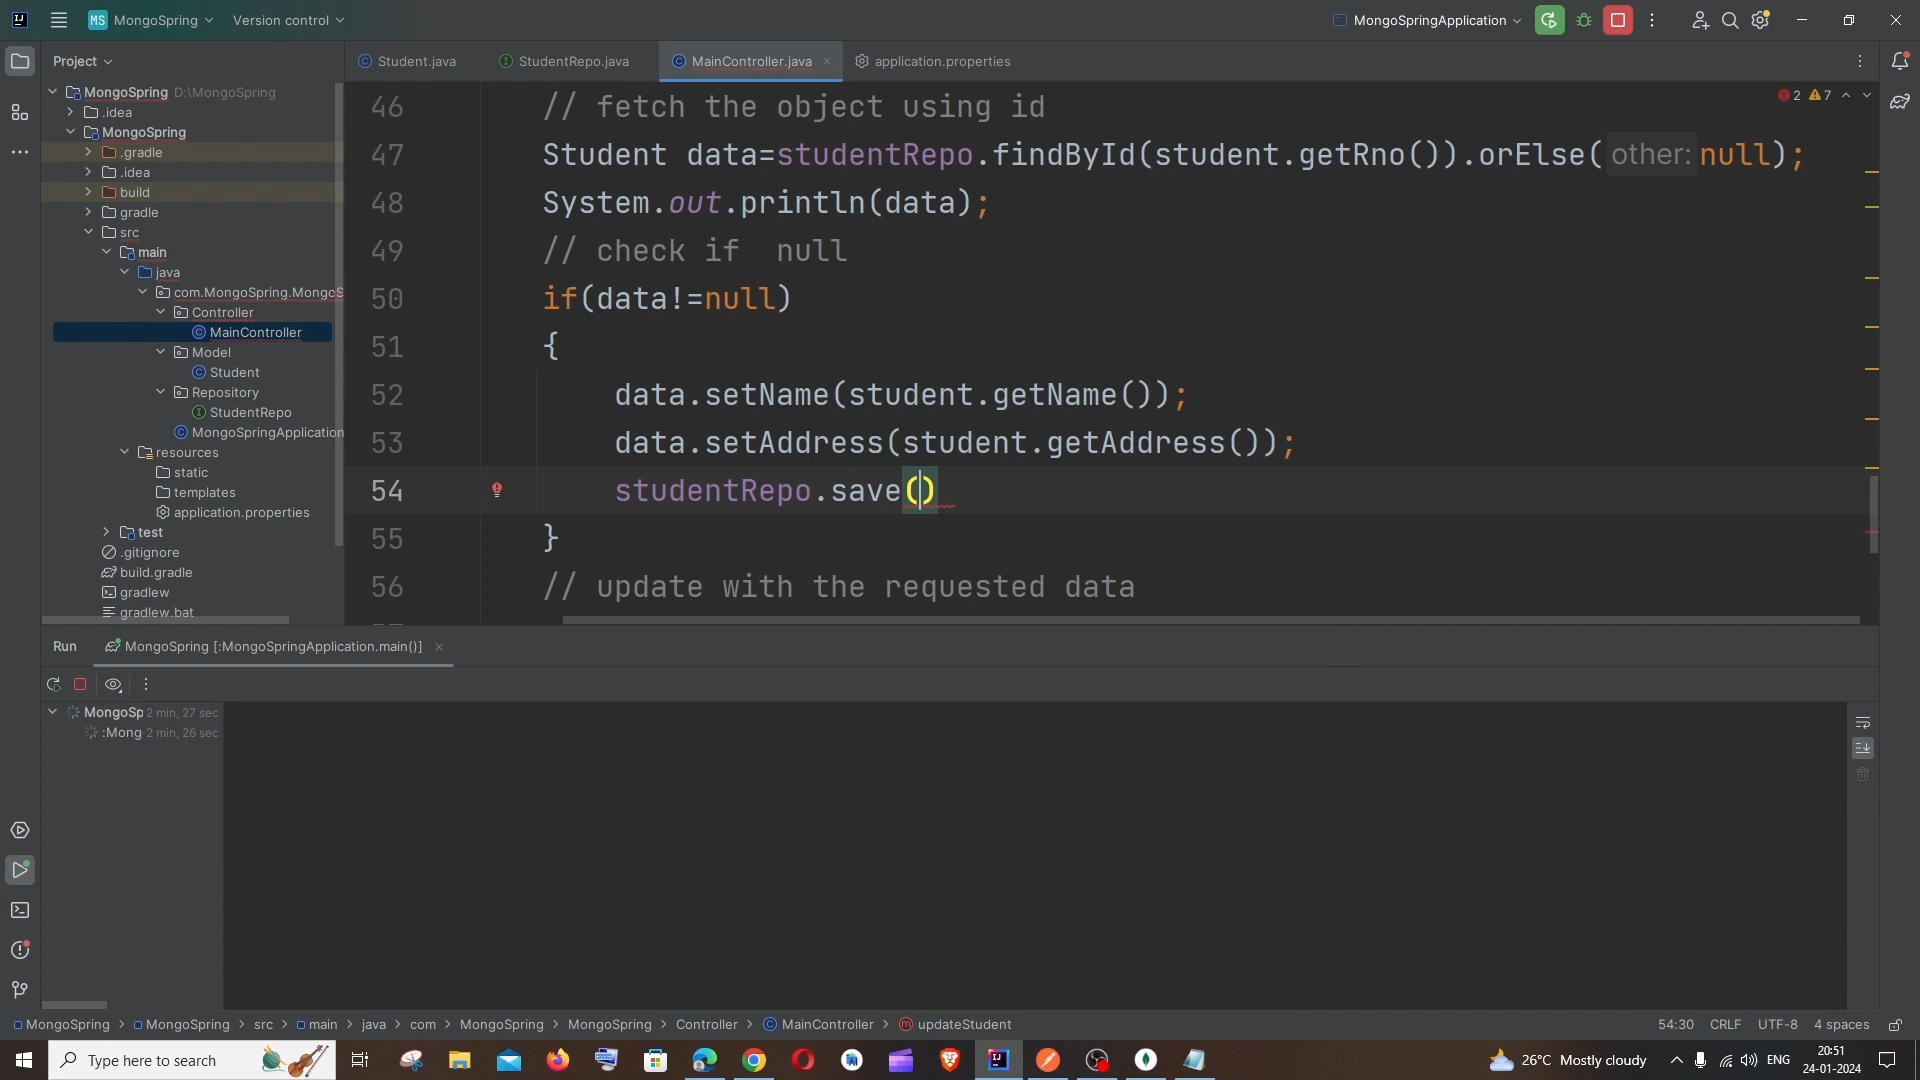 MS MongoSpring Version control MongoSpringApplication
Project
Student.java StudentRepo.java MainController.java application.properties
MongoSpring D:\MongoSpring
.idea
MongoSpring
.gradle
.idea
build
gradle
src
main
java
com.MongoSpring.MongoS
Controller
MainController
Model
Student
Repository
StudentRepo
MongoSpringApplication
resources
static
templates
application.properties
test
.gitignore
build.gradle
gradlew
gradlew.bat
2 7
46 // fetch the object using id
47 Student data=studentRepo.findById(student.getRno()).orElse( other: null);
48 System.out.println(data);
49 // check if  null
50 if(data!=null)
51 {
52 data.setName(student.getName());
53 data.setAddress(student.getAddress());
54 studentRepo.save()
55 }
56 // update with the requested data
Run MongoSpring [:MongoSpringApplication.main()]
MongoSp 2 min, 27 sec
:Mong 2 min, 26 sec
MongoSpring > MongoSpring > src > main > java > com > MongoSpring > MongoSpring > Controller > MainController > updateStudent 54:30 CRLF UTF-8 4 spaces
Type here to search 26°C Mostly cloudy ENG 20:51
24-01-2024